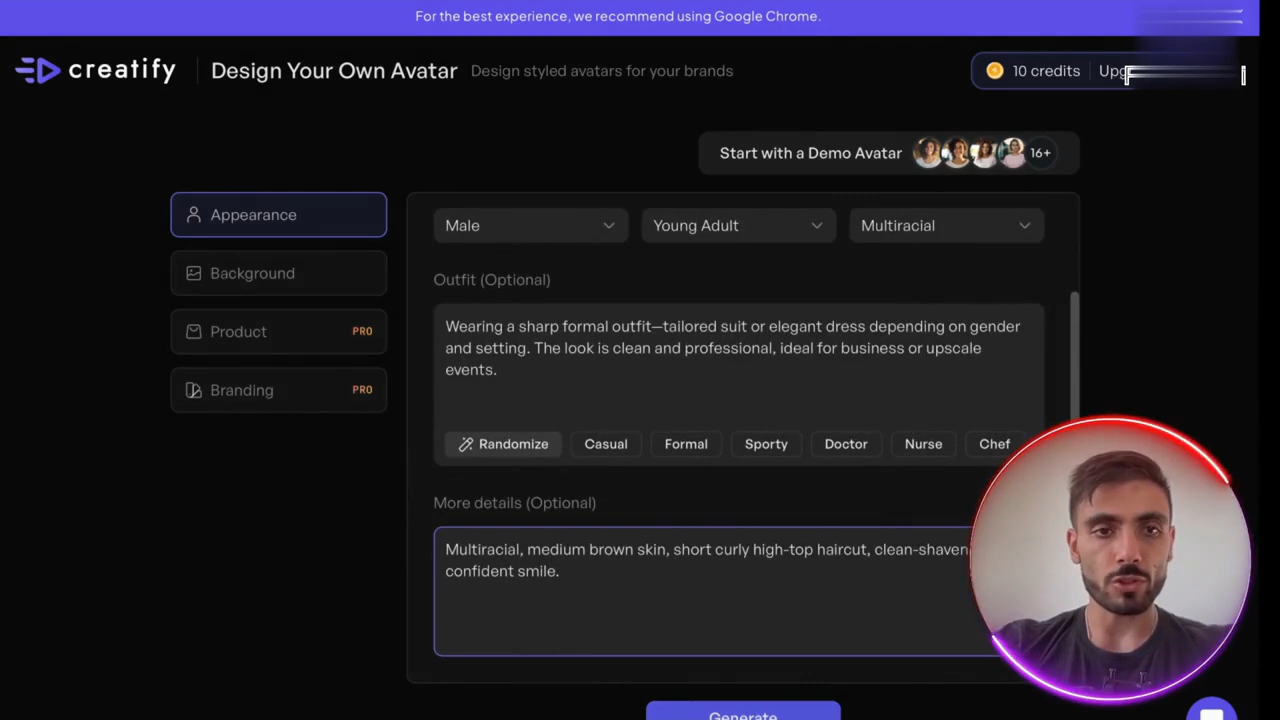 For the best experience, we recommend using Google Chrome.
creatify
Design Your Own Avatar
Design styled avatars for your brands
10 credits
Start with a Demo Avatar
16+
Appearance
Background
Product PRO
Branding PRO
Male
Young Adult
Multiracial
Outfit (Optional)
Wearing a sharp formal outfit—tailored suit or elegant dress depending on gender
and setting. The look is clean and professional, ideal for business or upscale
events.
Randomize
Casual
Formal
Sporty
Doctor
Nurse
Chef
More details (Optional)
Multiracial, medium brown skin, short curly high-top haircut, clean-shaven
confident smile.
Generate